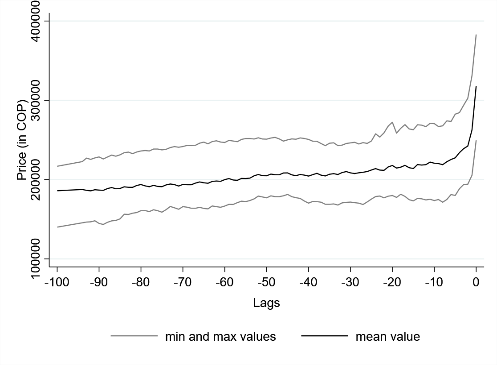 400000
300000
200000
100000
Price (in COP)
-100 -90 -80 -70 -60 -50 -40 -30 -20 -10 0
Lags
min and max values mean value